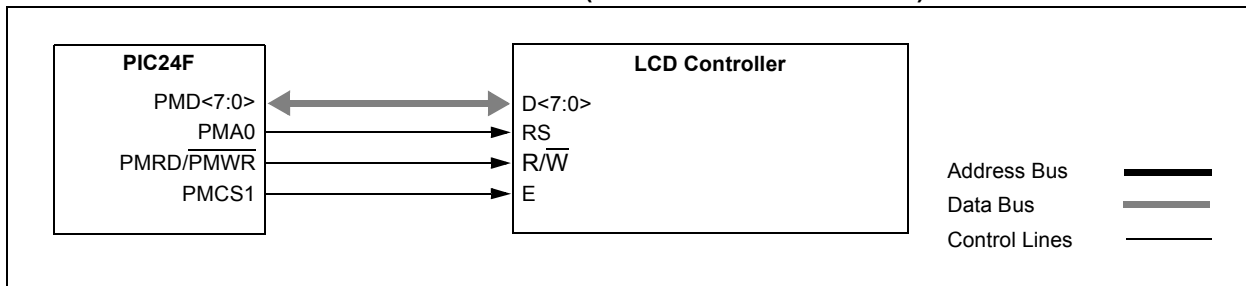 PIC24F
LCD Controller
PMD<7:0>
D<7:0>
PMA0
RS
PMRD/PMWR
R/W
PMCS1
E
Address Bus
Data Bus
Control Lines